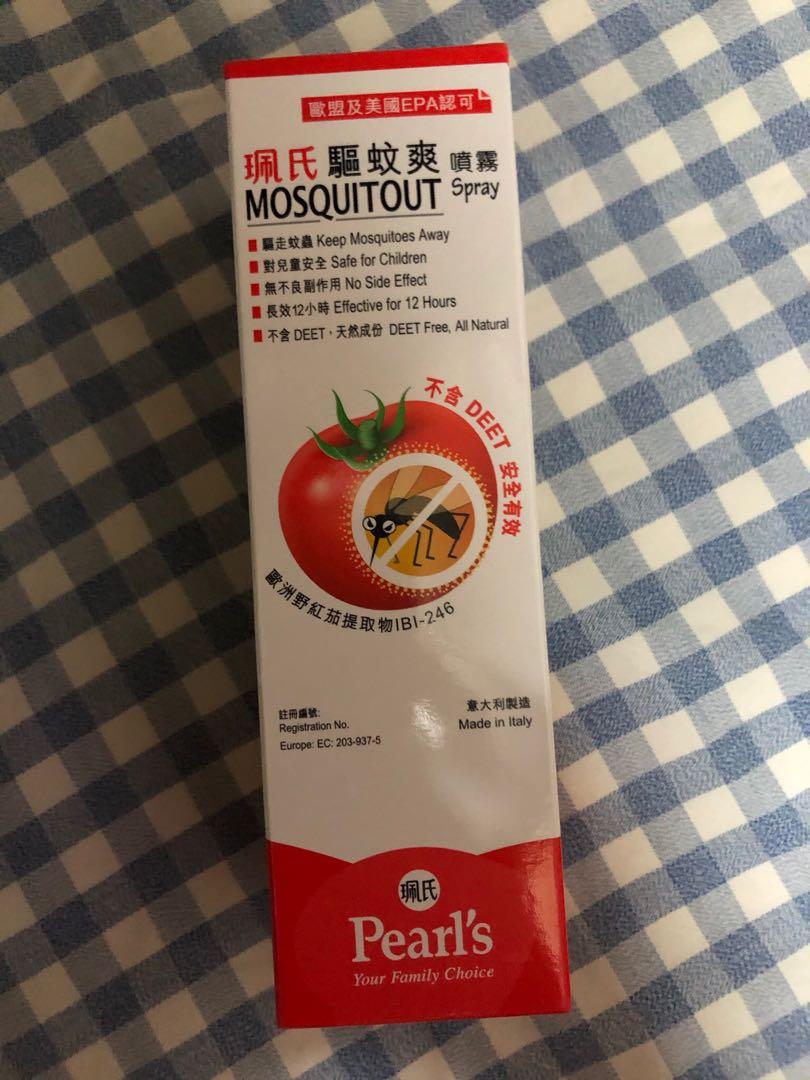 歐盟及美國EPA認可
珮氏 驅蚊爽 噴霧
MOSQUITOUT Spray
驅走蚊蟲 Keep Mosquitoes Away
對兒童安全 Safe for Children
無不良副作用 No Side Effect
長效12小時 Effective for 12 Hours
不含 DEET，天然成份 DEET Free, All Natural
不含 DEET 安全有效
歐洲野紅茄提取物IBI-246
註冊編號:
Registration No.
Europe: EC: 203-937-5
意大利製造
Made in Italy
珮氏
Pearl's
Your Family Choice